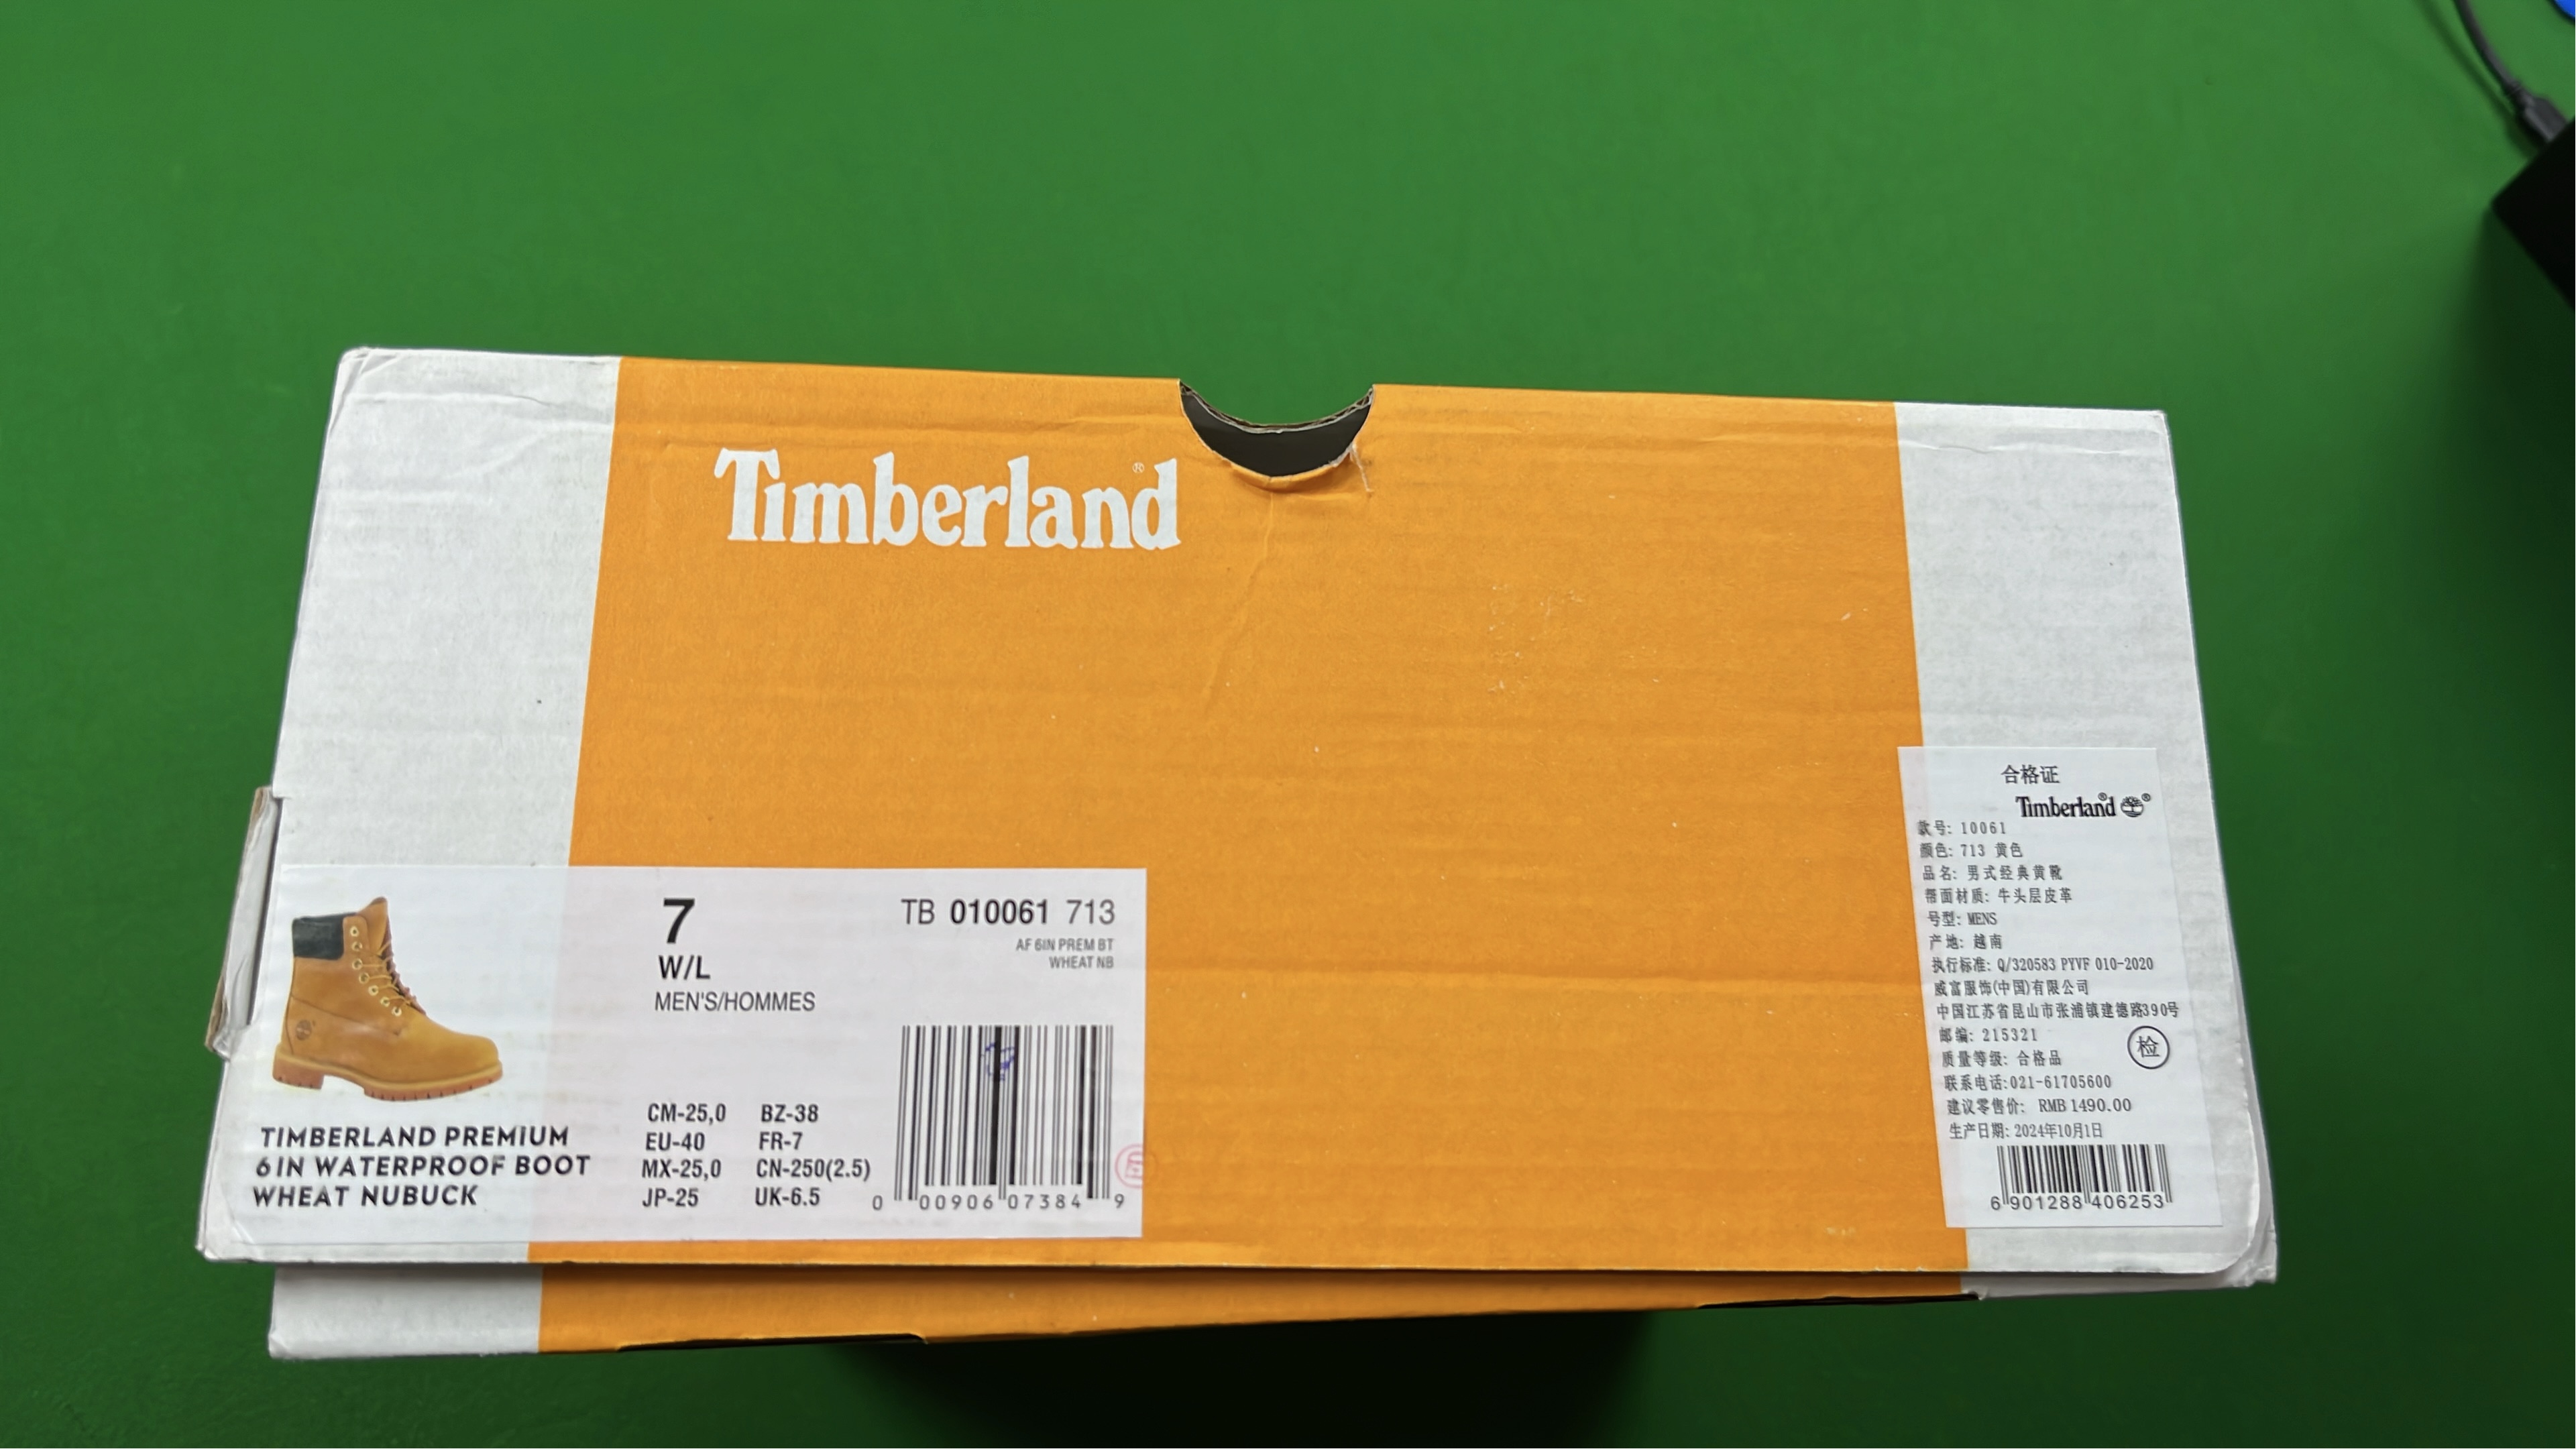 Timberland®
TIMBERLAND PREMIUM
6 IN WATERPROOF BOOT
WHEAT NUBUCK
7
W/L
MEN'S/HOMMES
CM-25,0 BZ-38
EU-40 FR-7
MX-25,0 CN-250(2.5)
JP-25 UK-6.5
TB 010061 713
AF 6IN PREM BT
WHEAT NB
0 00906 07384 9
合格证
Timberland® ®
款号: 10061
颜色: 713 黄色
品名: 男式经典黄靴
帮面材质: 牛头层皮革
号型: MENS
产地: 越南
执行标准: Q/320583 PYVF 010-2020
威富服饰(中国)有限公司
中国江苏省昆山市张浦镇建德路390号
邮编: 215321
质量等级: 合格品
检
联系电话:021-61705600
建议零售价: RMB 1490.00
生产日期: 2024年10月1日
6 901288 406253